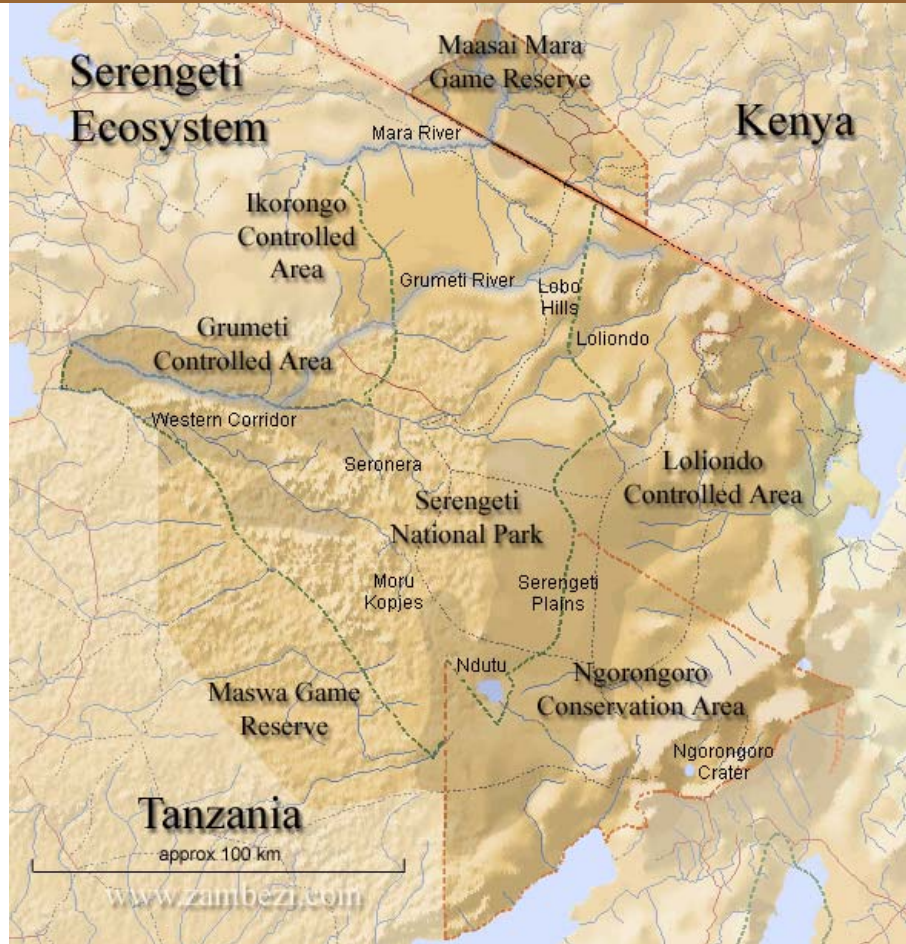 Serengeti
Ecosystem
Maasai Mara
Game Reserve
Kenya
Mara River
Ikorongo
Controlled
Area
Grumeti River
Lobo
Hills
Grumeti
Controlled Area
Loliondo
Western Corridor
Seronera
Loliondo
Controlled Area
Serengeti
National Park
Moru
Kopjes
Serengeti
Plains
Ndutu
Ngorongoro
Conservation Area
Maswa Game
Reserve
Ngorongoro
Crater
Tanzania
approx 100 km
www.zambezi.com